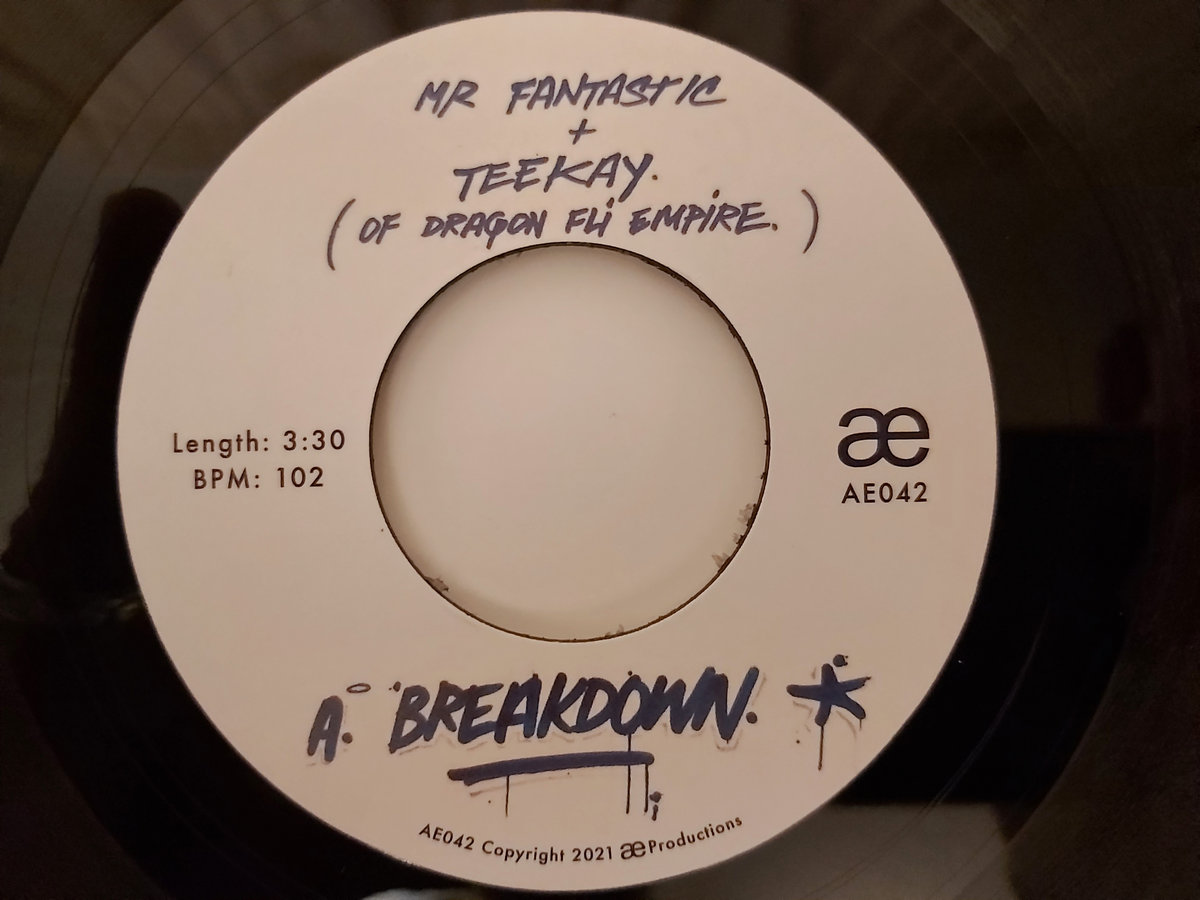 MR FANTASTIC
+
TEEKAY.
(OF DRAGON FLi EMPiRE.)
Length: 3:30
BPM: 102
æ
AE042
A. BREAKDOWN.
AE042 Copyright 2021 æ Productions